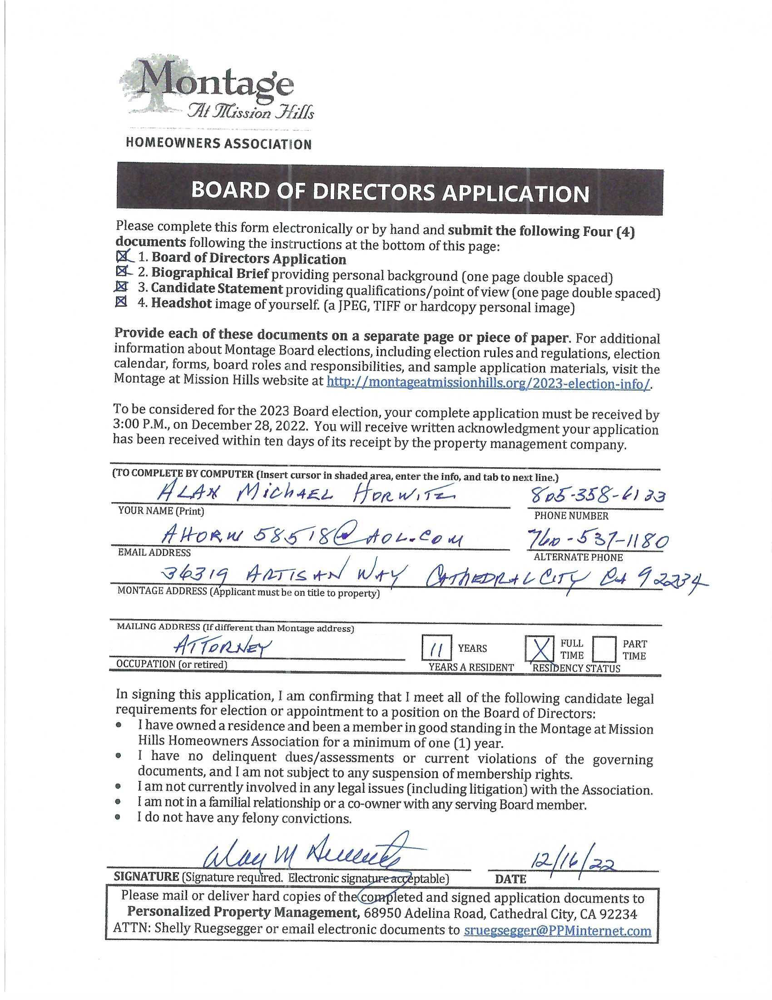 Montage
At Mission Hills
HOMEOWNERS ASSOCIATION
BOARD OF DIRECTORS APPLICATION
Please complete this form electronically or by hand and submit the following Four (4)
documents following the instructions at the bottom of this page:
☒ 1. Board of Directors Application
☒ 2. Biographical Brief providing personal background (one page double spaced)
☒ 3. Candidate Statement providing qualifications/point of view (one page double spaced)
☒ 4. Headshot image of yourself. (a JPEG, TIFF or hardcopy personal image)
Provide each of these documents on a separate page or piece of paper. For additional
information about Montage Board elections, including election rules and regulations, election
calendar, forms, board roles and responsibilities, and sample application materials, visit the
Montage at Mission Hills website at http://montageatmissionhills.org/2023-election-info/.
To be considered for the 2023 Board election, your complete application must be received by
3:00 P.M., on December 28, 2022. You will receive written acknowledgment your application
has been received within ten days of its receipt by the property management company.
(TO COMPLETE BY COMPUTER (Insert cursor in shaded area, enter the info, and tab to next line.)
ALAN MIChAEL HORWITZ 805-358-6133
YOUR NAME (Print) PHONE NUMBER
AHORW58518@AOL.COM 760-537-1180
EMAIL ADDRESS ALTERNATE PHONE
36319 ARTISAN WAY CATHEDRAL CITY CA 92234
MONTAGE ADDRESS (Applicant must be on title to property)
MAILING ADDRESS (If different than Montage address)
ATTORNEY 11 YEARS X FULL TIME PART TIME
OCCUPATION (or retired) YEARS A RESIDENT RESIDENCY STATUS
In signing this application, I am confirming that I meet all of the following candidate legal
requirements for election or appointment to a position on the Board of Directors:
• I have owned a residence and been a member in good standing in the Montage at Mission
Hills Homeowners Association for a minimum of one (1) year.
• I have no delinquent dues/assessments or current violations of the governing
documents, and I am not subject to any suspension of membership rights.
• I am not currently involved in any legal issues (including litigation) with the Association.
• I am not in a familial relationship or a co-owner with any serving Board member.
• I do not have any felony convictions.
Alan M Horwitz 12/16/22
SIGNATURE (Signature required. Electronic signature acceptable) DATE
Please mail or deliver hard copies of the completed and signed application documents to
Personalized Property Management, 68950 Adelina Road, Cathedral City, CA 92234
ATTN: Shelly Ruegsegger or email electronic documents to sruegsegger@PPMinternet.com